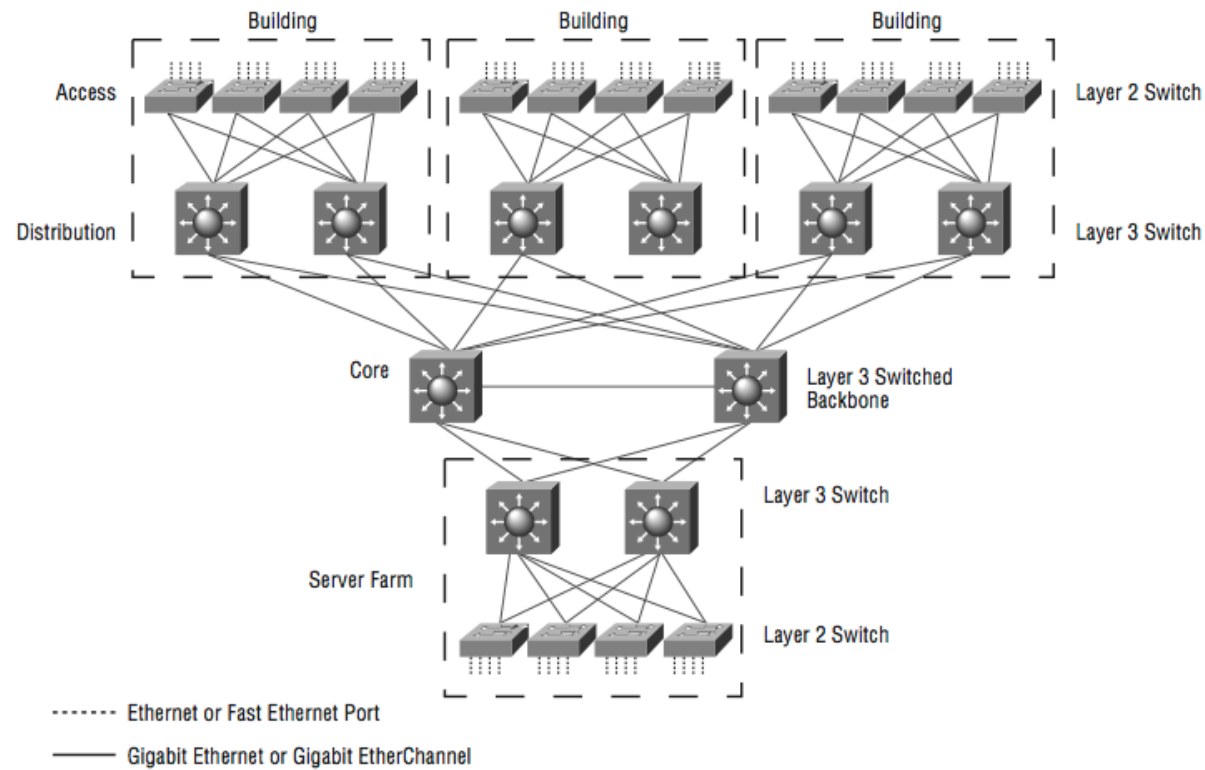 Building
Building
Building
Access
Layer 2 Switch
Distribution
Layer 3 Switch
Core
Layer 3 Switched
Backbone
Layer 3 Switch
Server Farm
Layer 2 Switch
Ethernet or Fast Ethernet Port
Gigabit Ethernet or Gigabit EtherChannel